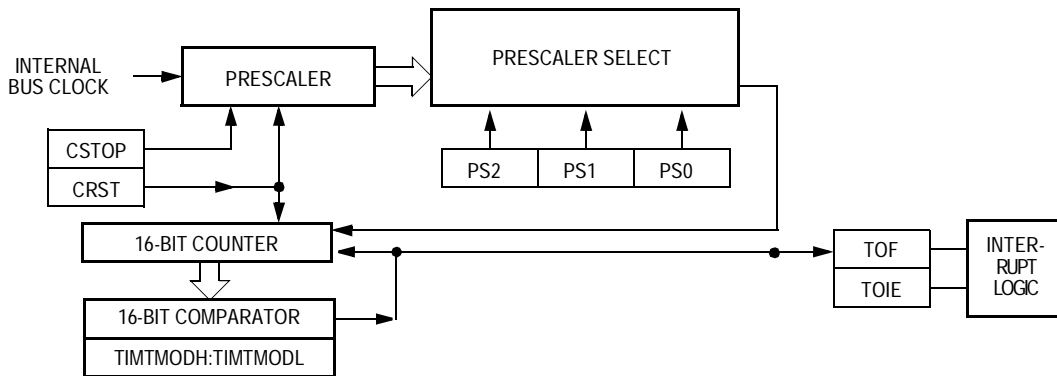 INTERNAL
BUS CLOCK
PRESCALER
PRESCALER SELECT
CSTOP
CRST
PS2
PS1
PS0
16-BIT COUNTER
TOF
TOIE
INTER-
RUPT
LOGIC
16-BIT COMPARATOR
TIMTMODH:TIMTMODL